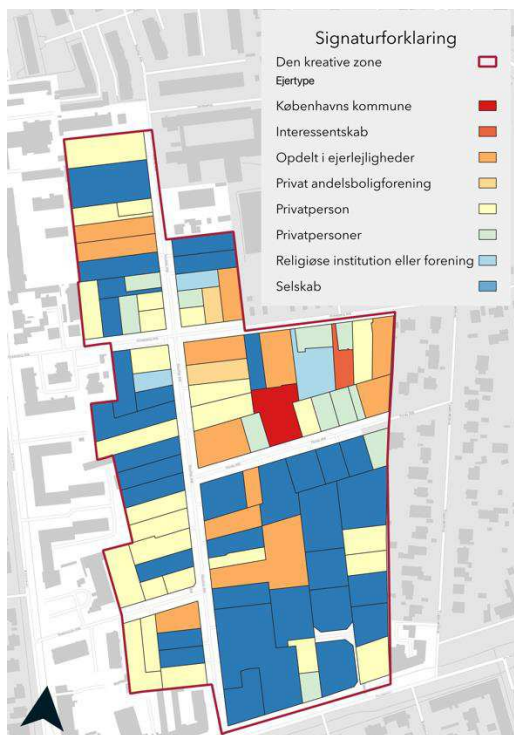 Signaturforklaring
Den kreative zone
Ejertype
Københavns kommune
Interessentskab
Opdelt i ejerlejligheder
Privat andelsboligforening
Privatperson
Privatpersoner
Religiøse institution eller forening
Selskab